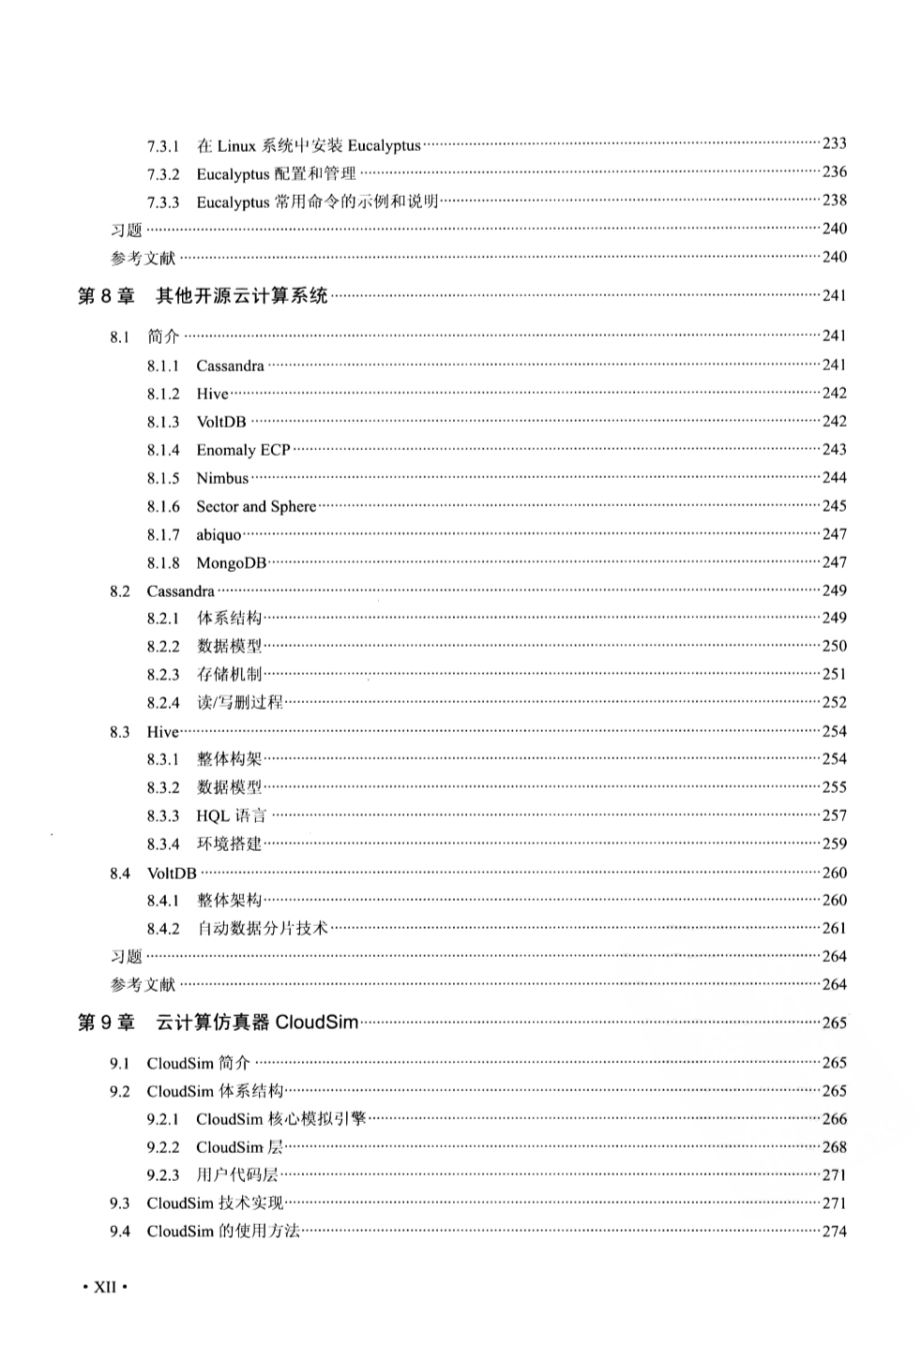 7.3.1 在 Linux 系统中安装 Eucalyptus 233
7.3.2 Eucalyptus 配置和管理 236
7.3.3 Eucalyptus 常用命令的示例和说明 238
习题 240
参考文献 240
第 8 章 其他开源云计算系统 241
8.1 简介 241
8.1.1 Cassandra 241
8.1.2 Hive 242
8.1.3 VoltDB 242
8.1.4 Enomaly ECP 243
8.1.5 Nimbus 244
8.1.6 Sector and Sphere 245
8.1.7 abiquo 247
8.1.8 MongoDB 247
8.2 Cassandra 249
8.2.1 体系结构 249
8.2.2 数据模型 250
8.2.3 存储机制 251
8.2.4 读/写删过程 252
8.3 Hive 254
8.3.1 整体构架 254
8.3.2 数据模型 255
8.3.3 HQL 语言 257
8.3.4 环境搭建 259
8.4 VoltDB 260
8.4.1 整体架构 260
8.4.2 自动数据分片技术 261
习题 264
参考文献 264
第 9 章 云计算仿真器 CloudSim 265
9.1 CloudSim 简介 265
9.2 CloudSim 体系结构 265
9.2.1 CloudSim 核心模拟引擎 266
9.2.2 CloudSim 层 268
9.2.3 用户代码层 271
9.3 CloudSim 技术实现 271
9.4 CloudSim 的使用方法 274
· XII ·